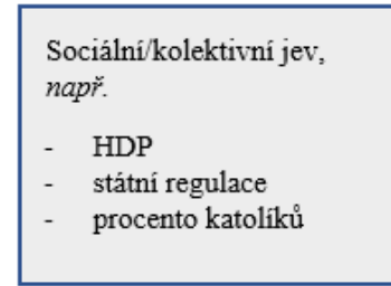 Sociální/kolektivní jev,
např.
- HDP
- státní regulace
- procento katolíků